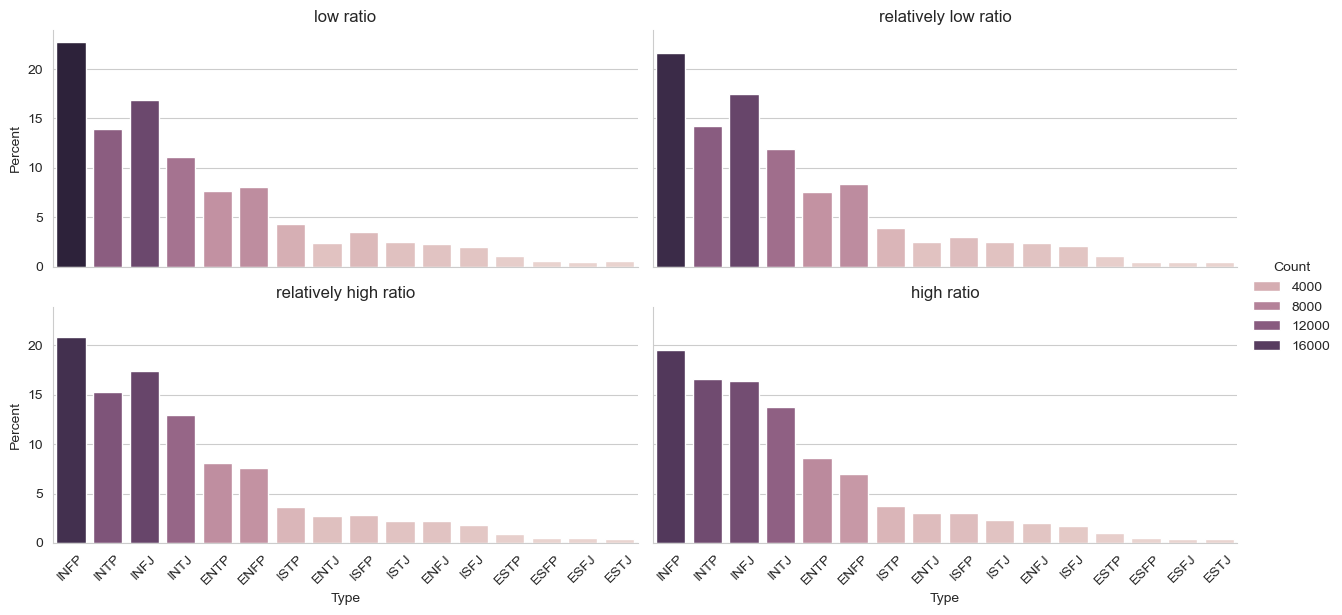 low ratio
relatively low ratio
Percent
20
15
10
5
0
relatively high ratio
high ratio
Percent
20
15
10
5
0
INFP INTP INFJ INTJ ENTP ENFP ISTP ENTJ ISFP ISTJ ENFJ ISFJ ESTP ESFP ESFJ ESTJ
Type
INFP INTP INFJ INTJ ENTP ENFP ISTP ENTJ ISFP ISTJ ENFJ ISFJ ESTP ESFP ESFJ ESTJ
Type
Count
4000
8000
12000
16000